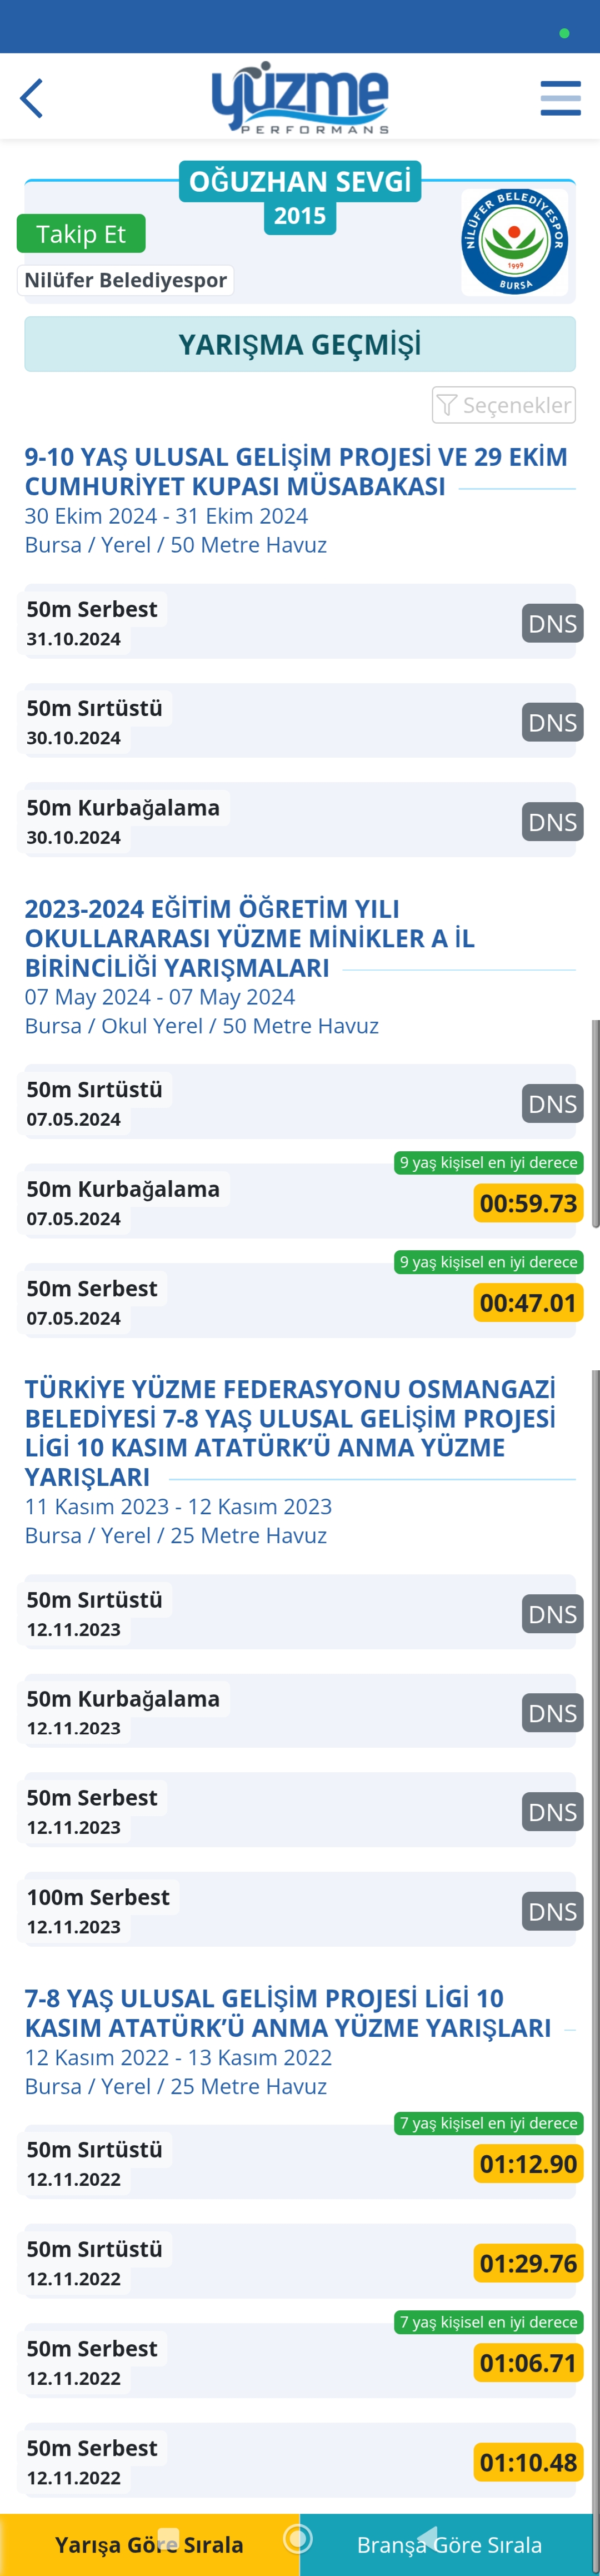 yüzme
PERFORMANS
OĞUZHAN SEVGİ
2015
Takip Et
Nilüfer Belediyespor
NİLÜFER BELEDİYESPOR
1999
BURSA
YARIŞMA GEÇMİŞİ
Seçenekler
9-10 YAŞ ULUSAL GELİŞİM PROJESİ VE 29 EKİM
CUMHURİYET KUPASI MÜSABAKASI
30 Ekim 2024 - 31 Ekim 2024
Bursa / Yerel / 50 Metre Havuz
50m Serbest
31.10.2024
DNS
50m Sırtüstü
30.10.2024
DNS
50m Kurbağalama
30.10.2024
DNS
2023-2024 EĞİTİM ÖĞRETİM YILI
OKULLARARASI YÜZME MİNİKLER A İL
BİRİNCİLİĞİ YARIŞMALARI
07 May 2024 - 07 May 2024
Bursa / Okul Yerel / 50 Metre Havuz
50m Sırtüstü
07.05.2024
DNS
9 yaş kişisel en iyi derece
50m Kurbağalama
07.05.2024
00:59.73
9 yaş kişisel en iyi derece
50m Serbest
07.05.2024
00:47.01
TÜRKİYE YÜZME FEDERASYONU OSMANGAZİ
BELEDİYESİ 7-8 YAŞ ULUSAL GELİŞİM PROJESİ
LİGİ 10 KASIM ATATÜRK'Ü ANMA YÜZME
YARIŞLARI
11 Kasım 2023 - 12 Kasım 2023
Bursa / Yerel / 25 Metre Havuz
50m Sırtüstü
12.11.2023
DNS
50m Kurbağalama
12.11.2023
DNS
50m Serbest
12.11.2023
DNS
100m Serbest
12.11.2023
DNS
7-8 YAŞ ULUSAL GELİŞİM PROJESİ LİGİ 10
KASIM ATATÜRK'Ü ANMA YÜZME YARIŞLARI
12 Kasım 2022 - 13 Kasım 2022
Bursa / Yerel / 25 Metre Havuz
7 yaş kişisel en iyi derece
50m Sırtüstü
12.11.2022
01:12.90
50m Sırtüstü
12.11.2022
01:29.76
7 yaş kişisel en iyi derece
50m Serbest
12.11.2022
01:06.71
50m Serbest
12.11.2022
01:10.48
Yarışa Göre Sırala
Branşa Göre Sırala